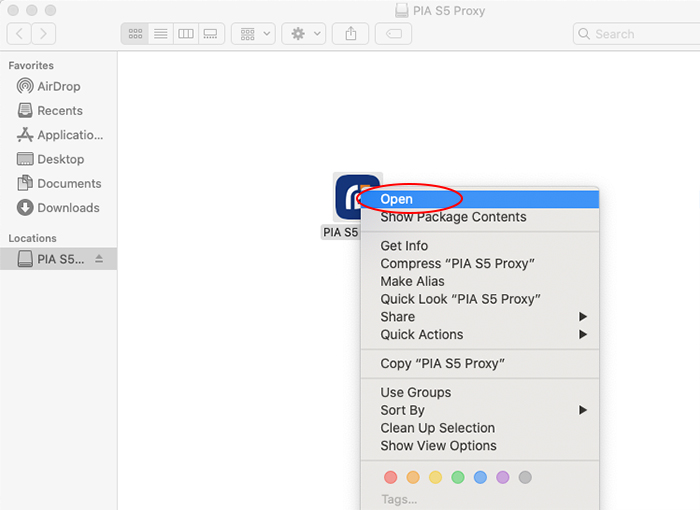 PIA S5 Proxy
Search
Favorites
AirDrop
Recents
Applicatio...
Desktop
Documents
Downloads
Locations
PIA S5...
PIA S5
Open
Show Package Contents
Get Info
Compress “PIA S5 Proxy”
Make Alias
Quick Look “PIA S5 Proxy”
Share
Quick Actions
Copy “PIA S5 Proxy”
Use Groups
Sort By
Clean Up Selection
Show View Options
Tags...